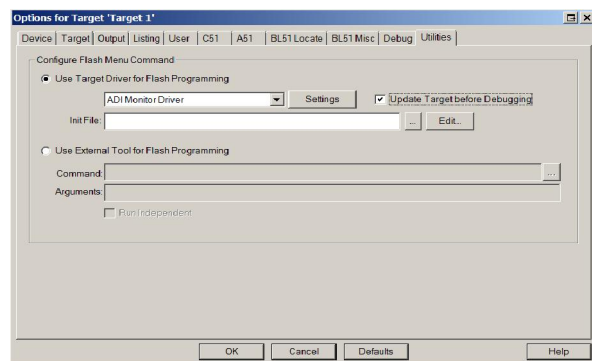 Options for Target 'Target 1'
Device Target Output Listing User C51 A51 BL51 Locate BL51 Misc Debug Utilities
Configure Flash Menu Command
Use Target Driver for Flash Programming
ADI Monitor Driver Settings Update Target before Debugging
Init File: ... Edit...
Use External Tool for Flash Programming
Command: ...
Arguments:
Run Independent
OK Cancel Defaults Help